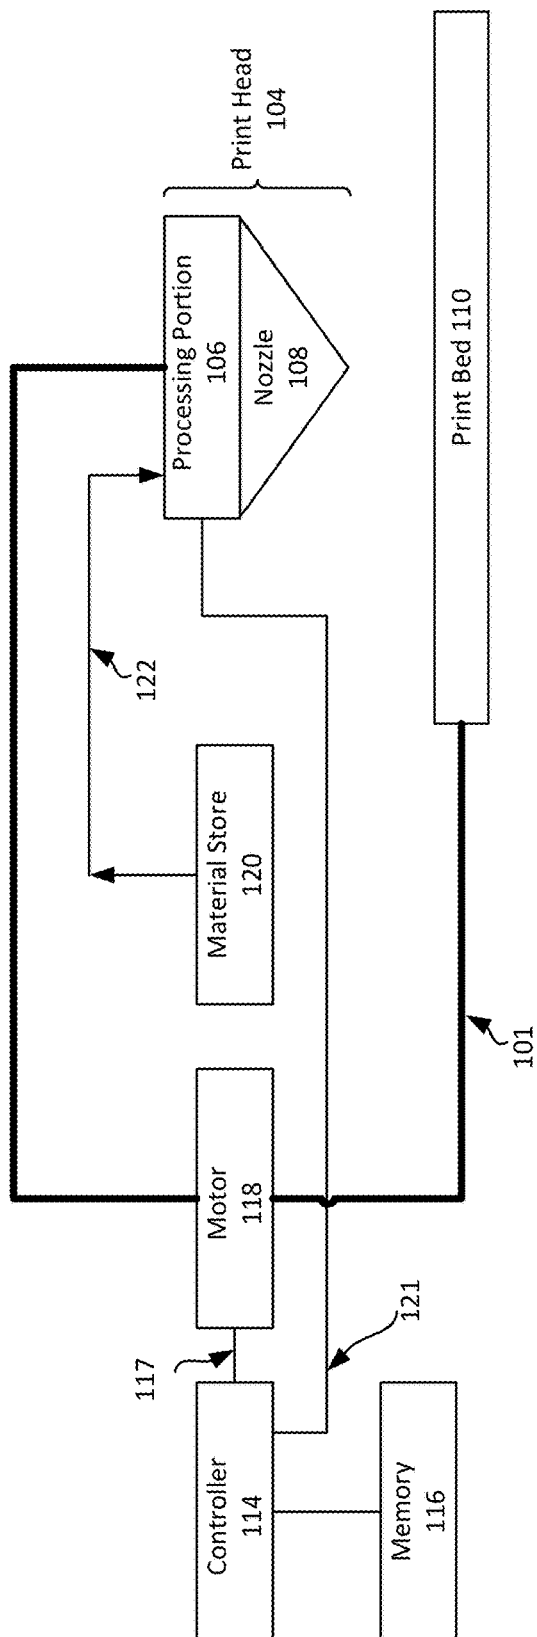 Print Head
104
Processing Portion
106
Nozzle
108
Print Bed 110
122
Material Store
120
101
Motor
118
117
121
Controller
114
Memory
116